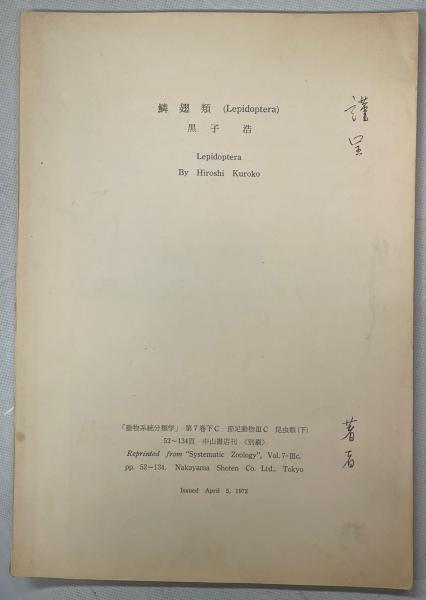 鱗翅類 (Lepidoptera)
黒子 浩
Lepidoptera
By Hiroshi Kuroko
謹呈
著者
「動物系統分類学」 第7巻下C 節足動物ⅢC 昆虫類(下)
52〜134頁 中山書店刊 〈別刷〉
Reprinted from "Systematic Zoology", Vol. 7-Ⅲc,
pp. 52〜134. Nakayama Shoten Co. Ltd., Tokyo
Issued April 5, 1972